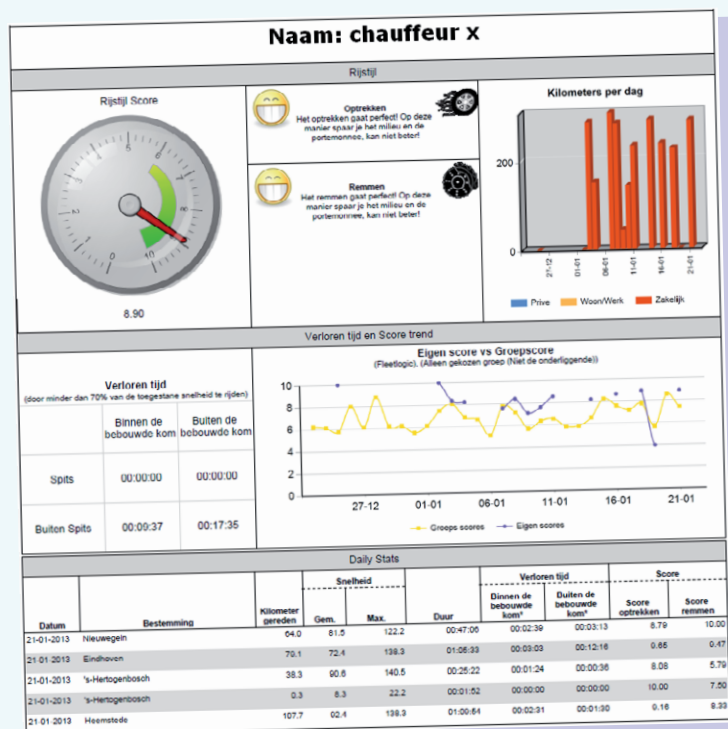 Naam: chauffeur x
Rijstijl
Rijstijl Score
0
2
5
6
7
8
10
8.90
Optrekken
Het optrekken gaat perfect! Op deze
manier spaar je het milieu en de
portemonnee, kan niet beter!
Remmen
Het remmen gaat perfect! Op deze
manier spaar je het milieu en de
portemonnee, kan niet beter!
Kilometers per dag
200
0
27-12 01-01 06-01 11-01 16-01 21-01
Prive Woon/Werk Zakelijk
Verloren tijd en Score trend
Verloren tijd
(door minder dan 70% van de toegestane snelheid te rijden)
Binnen de bebouwde kom Buiten de bebouwde kom
Spits 00:00:00 00:00:00
Buiten Spits 00:09:37 00:17:35
Eigen score vs Groepscore
(Fleetlogic). (Alleen gekozen groep (Niet de onderliggende))
10
8
6
4
2
0
27-12 01-01 06-01 11-01 16-01 21-01
Groeps scores Eigen scores
Daily Stats
Snelheid Verloren tijd Score
Datum Bestemming Kilometer gereden Gem. Max. Duur Binnen de bebouwde kom* Buiten de bebouwde kom* Score optrekken Score remmen
21-01-2013 Nieuwegein 64.0 81.5 122.2 00:47:06 00:02:39 00:03:13 8.79 10.00
21-01-2013 Eindhoven 79.1 72.4 138.3 01:05:33 00:03:03 00:12:16
21-01-2013 's-Hertogenbosch 38.3 90.6 140.5 00:25:22 00:01:24 00:00:36 8.08 5.79
21-01-2013 's-Hertogenbosch 0.3 8.3 22.2 00:01:52 00:00:00 00:00:00 10.00 7.50
21-01-2013 Heemstede 107.7 138.3 00:02:31 00:01:30